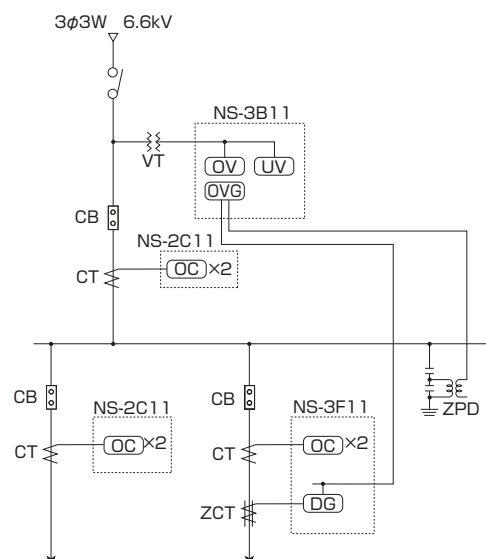 3φ3W 6.6kV
NS-3B11
VT
OV
UV
OVG
CB
NS-2C11
CT
OC ×2
CB
NS-2C11
CT
OC ×2
CB
NS-3F11
CT
OC ×2
ZCT
DG
ZPD